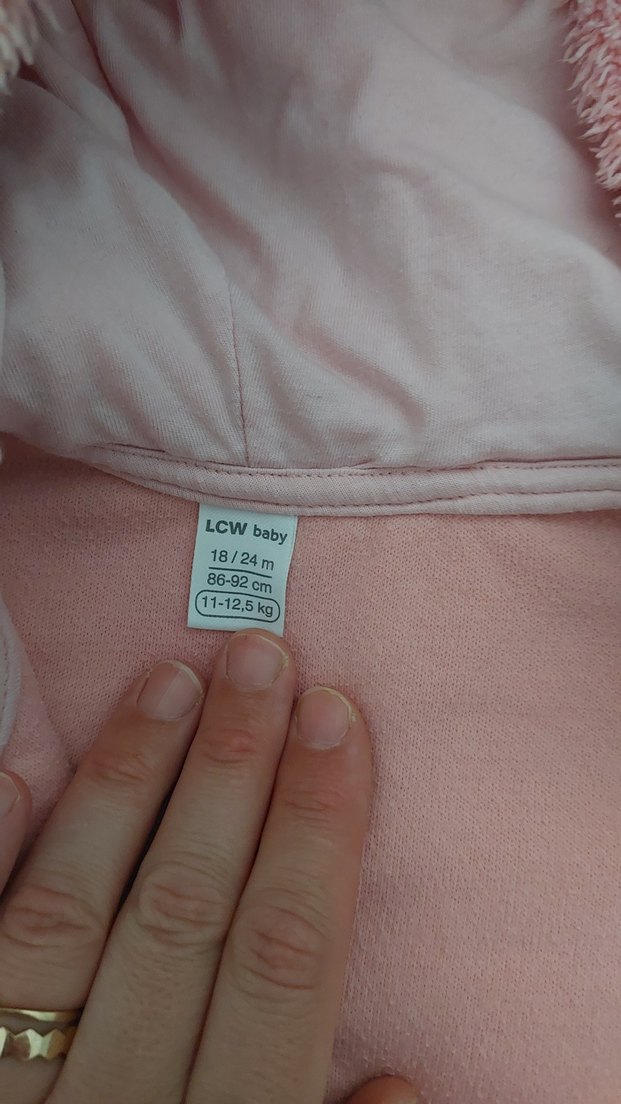 LCW baby
18 / 24 m
86-92 cm
11-12,5 kg